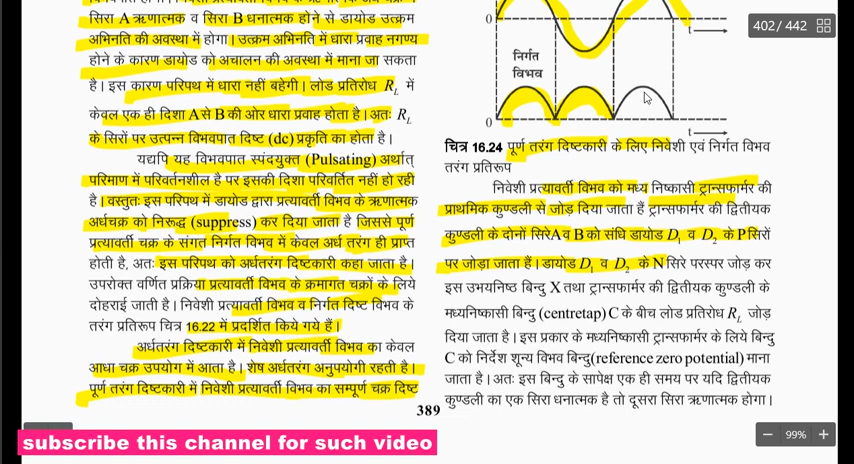 सिरा A ऋणात्मक व सिरा B धनात्मक होने से डायोड उत्क्रम
अभिनति की अवस्था में होगा। उत्क्रम अभिनति में धारा प्रवाह नगण्य
होने के कारण डायोड को अचालन की अवस्था में माना जा सकता
है। इस कारण परिपथ में धारा नहीं बहेगी। लोड प्रतिरोध R_L में
केवल एक ही दिशा A से B की ओर धारा प्रवाह होता है। अतः R_L
के सिरों पर उत्पन्न विभवपात दिष्ट (dc) प्रकृति का होता है।
यद्यपि यह विभवपात स्पंदयुक्त (Pulsating) अर्थात्
परिमाण में परिवर्तनशील है पर इसकी दिशा परिवर्तित नहीं हो रही
है। वस्तुतः इस परिपथ में डायोड द्वारा प्रत्यावर्ती विभव के ऋणात्मक
अर्धचक्र को निरूद्ध (suppress) कर दिया जाता है जिससे पूर्ण
प्रत्यावर्ती चक्र के संगत निर्गत विभव में केवल अर्ध तरंग ही प्राप्त
होती है, अतः इस परिपथ को अर्धतरंग दिष्टकारी कहा जाता है।
उपरोक्त वर्णित प्रक्रिया प्रत्यावर्ती विभव के क्रमागत चक्रों के लिये
दोहराई जाती है। निवेशी प्रत्यावर्ती विभव व निर्गत दिष्ट विभव के
तरंग प्रतिरूप चित्र 16.22 में प्रदर्शित किये गये हैं।
अर्धतरंग दिष्टकारी में निवेशी प्रत्यावर्ती विभव का केवल
आधा चक्र उपयोग में आता है। शेष अर्धतरंग अनुपयोगी रहती है।
पूर्ण तरंग दिष्टकारी में निवेशी प्रत्यावर्ती विभव का सम्पूर्ण चक्र दिष्ट
389
0
t
निर्गत
विभव
0
t
चित्र 16.24 पूर्ण तरंग दिष्टकारी के लिए निवेशी एवं निर्गत विभव
तरंग प्रतिरूप
निवेशी प्रत्यावर्ती विभव को मध्य निष्कासी ट्रान्सफार्मर की
प्राथमिक कुण्डली से जोड़ दिया जाता हैं ट्रान्सफार्मर की द्वितीयक
कुण्डली के दोनों सिरे A व B को संधि डायोड D₁ व D₂ के P सिरों
पर जोड़ा जाता हैं। डायोड D₁ व D₂ के N सिरे परस्पर जोड़ कर
इस उभयनिष्ठ बिन्दु X तथा ट्रान्सफार्मर की द्वितीयक कुण्डली के
मध्यनिष्कासी बिन्दु (centretap) C के बीच लोड प्रतिरोध R_L जोड़
दिया जाता है। इस प्रकार के मध्यनिष्कासी ट्रान्सफार्मर के लिये बिन्दु
C को निर्देश शून्य विभव बिन्दु (reference zero potential) माना
जाता है। अतः इस बिन्दु के सापेक्ष एक ही समय पर यदि द्वितीयक
कुण्डली का एक सिरा धनात्मक है तो दूसरा सिरा ऋणात्मक होगा।
402 / 442
99%
subscribe this channel for such video